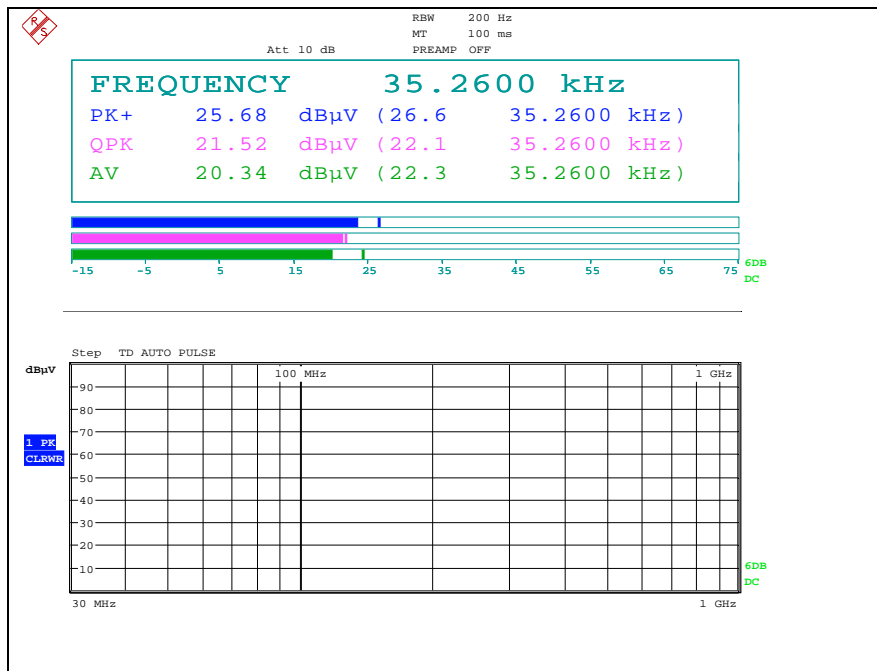 R S
RBW 200 Hz
MT 100 ms
Att 10 dB PREAMP OFF
FREQUENCY 35.2600 kHz
PK+ 25.68 dBµV (26.6 35.2600 kHz)
QPK 21.52 dBµV (22.1 35.2600 kHz)
AV 20.34 dBµV (22.3 35.2600 kHz)
-15 -5 5 15 25 35 45 55 65 75
6DB
DC
Step TD AUTO PULSE
dBµV
100 MHz 1 GHz
90
80
70
1 PK
CLRWR
60
50
40
30
20
10
6DB
DC
30 MHz 1 GHz